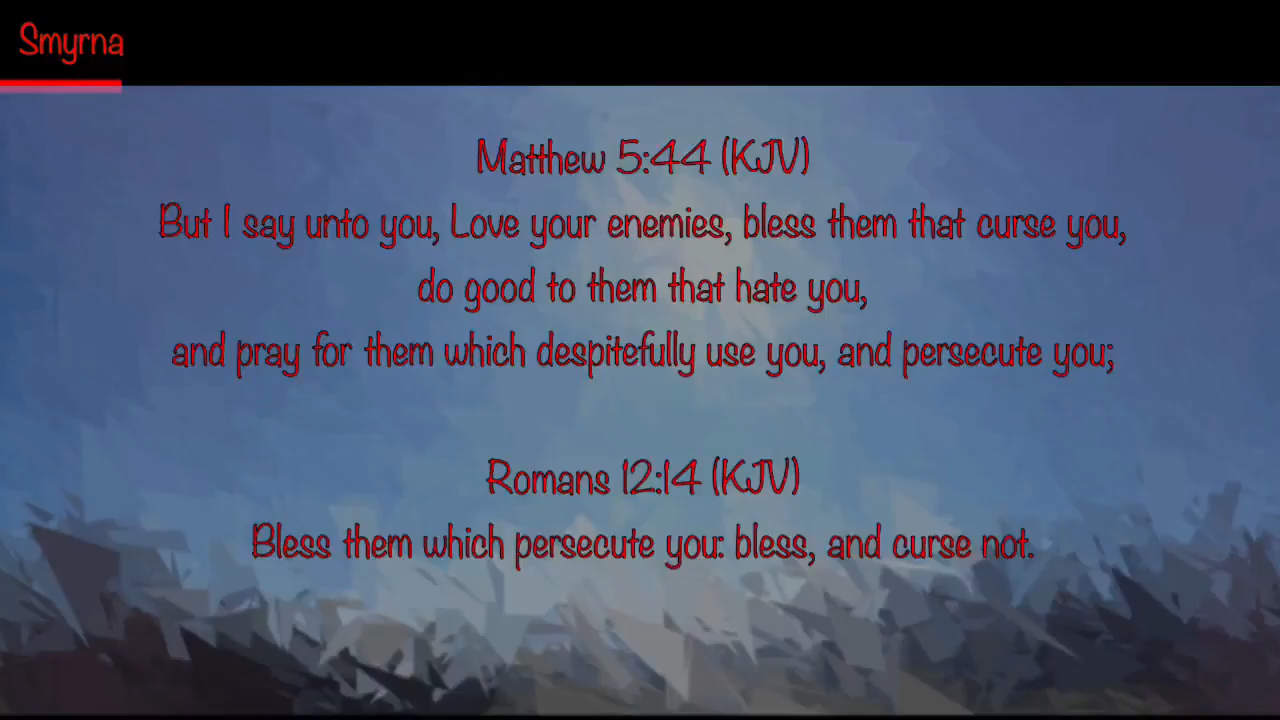 Smyrna
Matthew 5:44 (KJV)
But I say unto you, Love your enemies, bless them that curse you,
do good to them that hate you,
and pray for them which despitefully use you, and persecute you;
Romans 12:14 (KJV)
Bless them which persecute you: bless, and curse not.